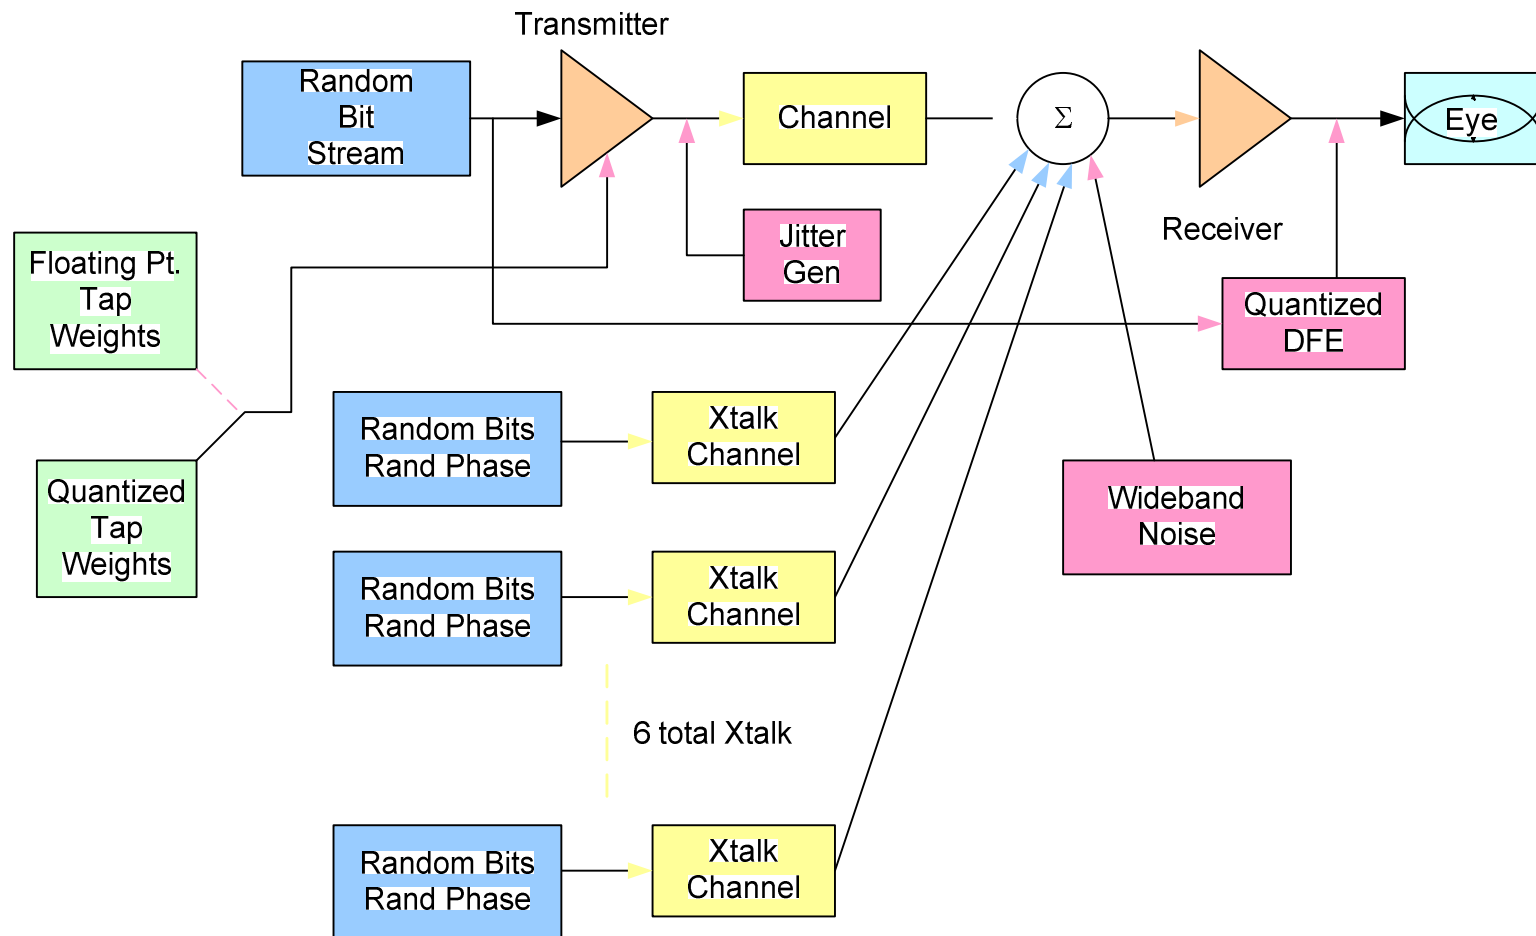 Transmitter
Random
Bit
Stream
Channel
Σ
Eye
Jitter
Gen
Receiver
Floating Pt.
Tap
Weights
Quantized
DFE
Random Bits
Rand Phase
Xtalk
Channel
Quantized
Tap
Weights
Wideband
Noise
Random Bits
Rand Phase
Xtalk
Channel
6 total Xtalk
Random Bits
Rand Phase
Xtalk
Channel